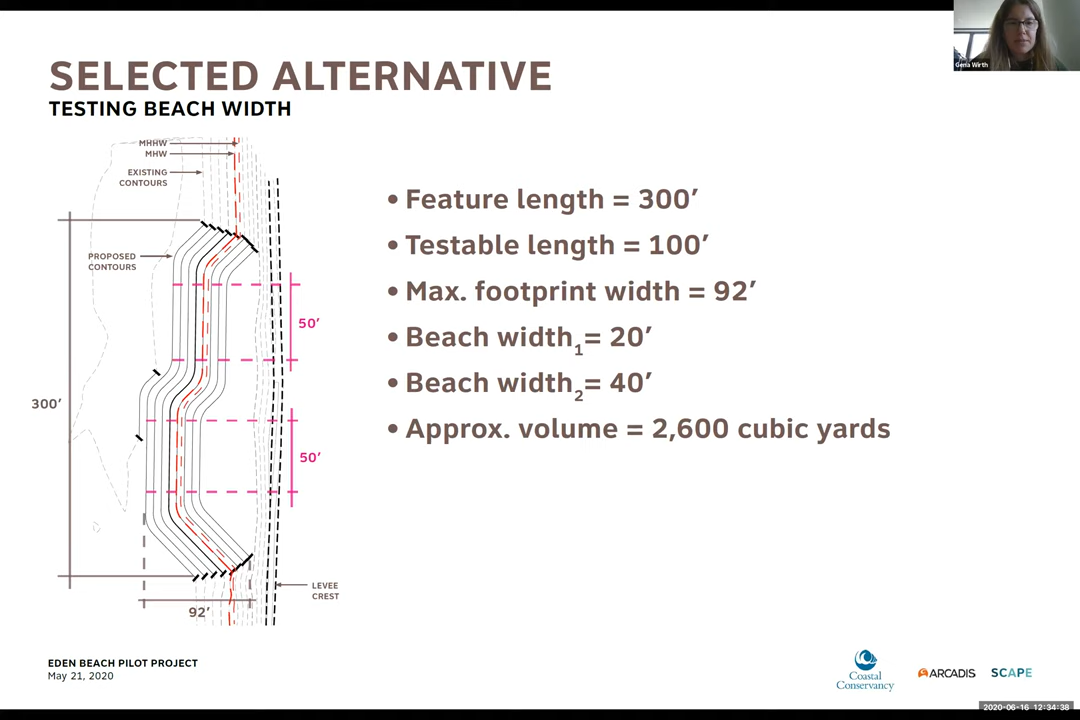 Gena Wirth
SELECTED ALTERNATIVE
TESTING BEACH WIDTH
MHHW
MHW
EXISTING
CONTOURS
PROPOSED
CONTOURS
50’
300’
50’
LEVEE
CREST
92’
• Feature length = 300’
• Testable length = 100’
• Max. footprint width = 92’
• Beach width1= 20’
• Beach width2= 40’
• Approx. volume = 2,600 cubic yards
EDEN BEACH PILOT PROJECT
May 21, 2020
Coastal
Conservancy
ARCADIS
SCAPE
2020-06-16 12:34:38